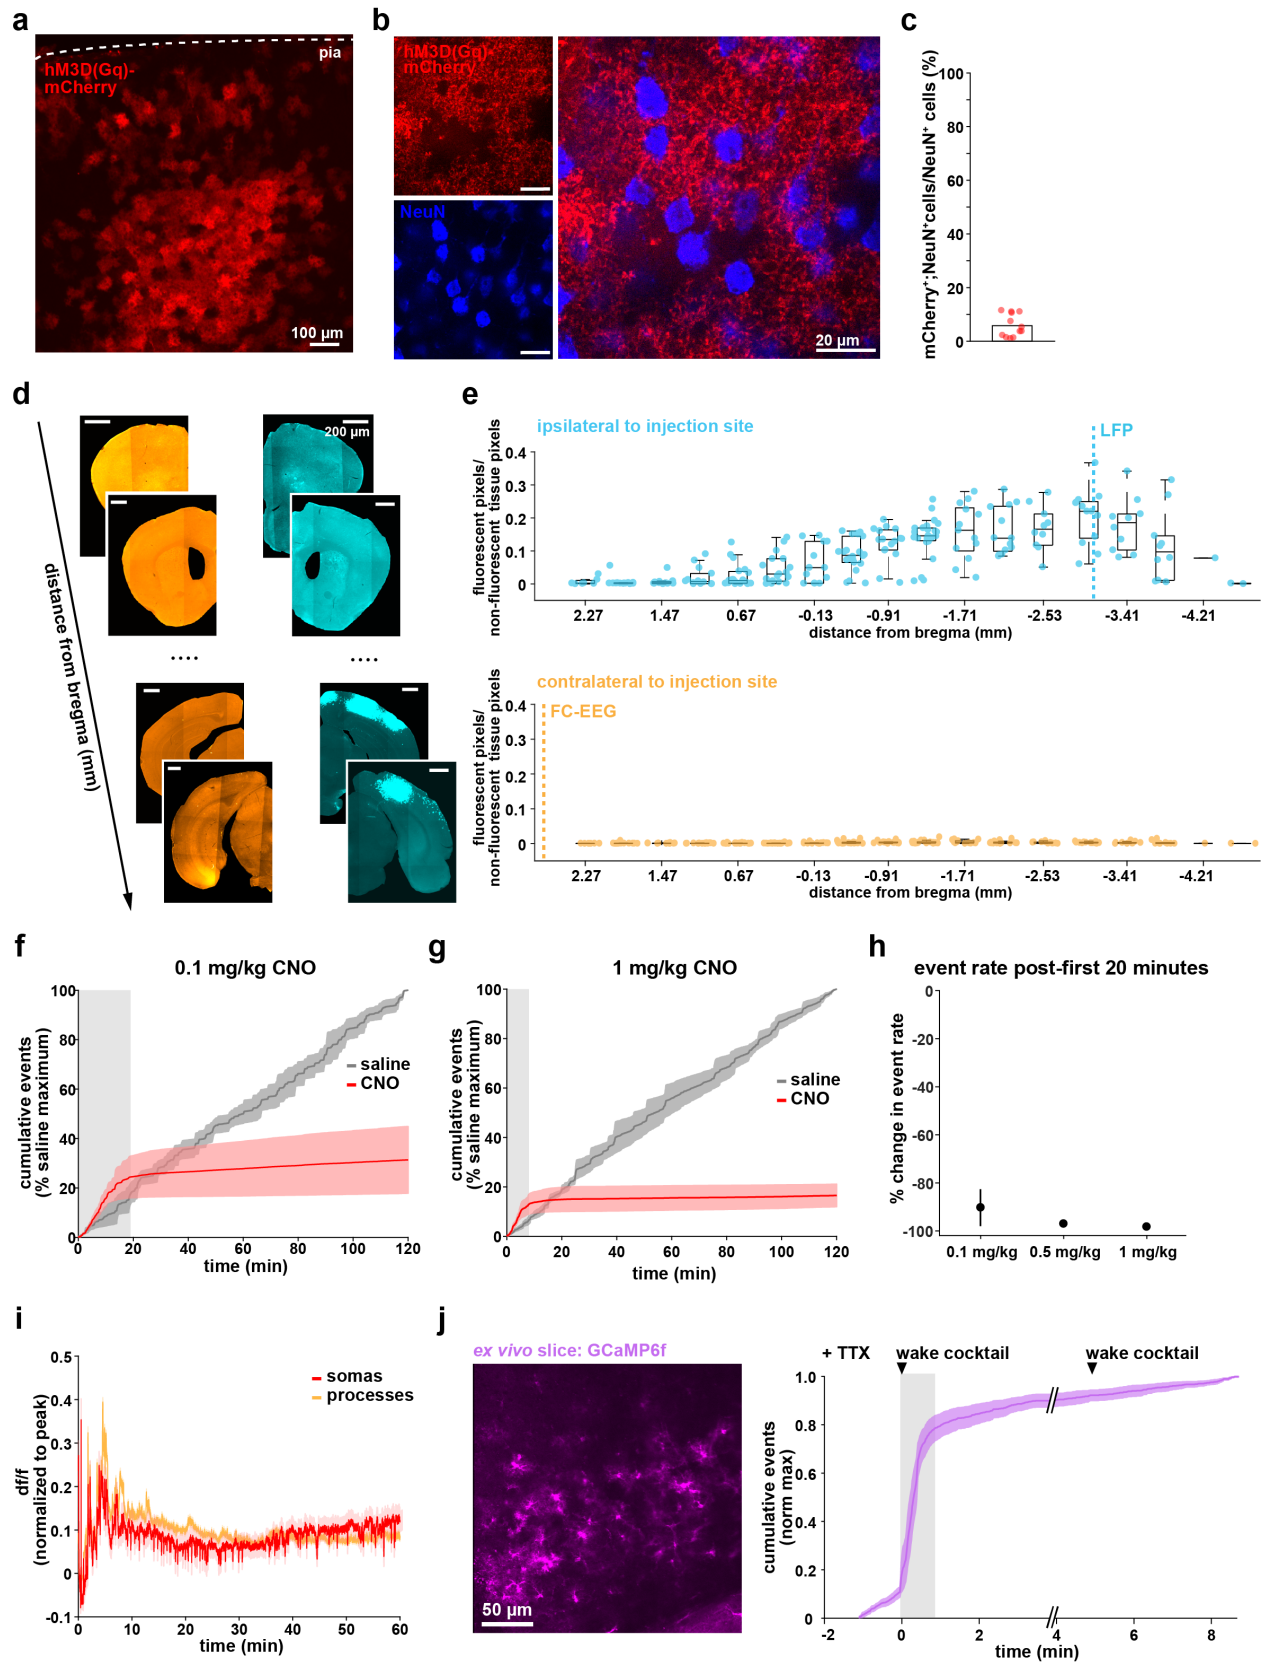 a
pia
hM3D(Gq)-
mCherry
100 µm
b
hM3D(Gq)-
mCherry
NeuN
20 µm
c
mCherry⁺;NeuN⁺cells/NeuN⁺ cells (%)
100
80
60
40
20
0
d
distance from bregma (mm)
200 µm
....
....
e
ipsilateral to injection site
LFP
fluorescent pixels/
non-fluorescent tissue pixels
0.4
0.3
0.2
0.1
0
2.27 1.47 0.67 -0.13 -0.91 -1.71 -2.53 -3.41 -4.21
distance from bregma (mm)
contralateral to injection site
FC-EEG
fluorescent pixels/
non-fluorescent tissue pixels
0.4
0.3
0.2
0.1
0
2.27 1.47 0.67 -0.13 -0.91 -1.71 -2.53 -3.41 -4.21
distance from bregma (mm)
f
0.1 mg/kg CNO
cumulative events
(% saline maximum)
100
80
60
40
20
0
saline
CNO
0 20 40 60 80 100 120
time (min)
g
1 mg/kg CNO
cumulative events
(% saline maximum)
100
80
60
40
20
0
saline
CNO
0 20 40 60 80 100 120
time (min)
h
event rate post-first 20 minutes
% change in event rate
0
-20
-40
-60
-80
-100
0.1 mg/kg 0.5 mg/kg 1 mg/kg
i
df/f
(normalized to peak)
0.5
0.4
0.3
0.2
0.1
0
-0.1
somas
processes
0 10 20 30 40 50 60
time (min)
j
ex vivo slice: GCaMP6f
50 µm
+ TTX
wake cocktail
wake cocktail
cumulative events
(norm max)
1.0
0.8
0.6
0.4
0.2
0
-2 0 2 4 6 8
time (min)